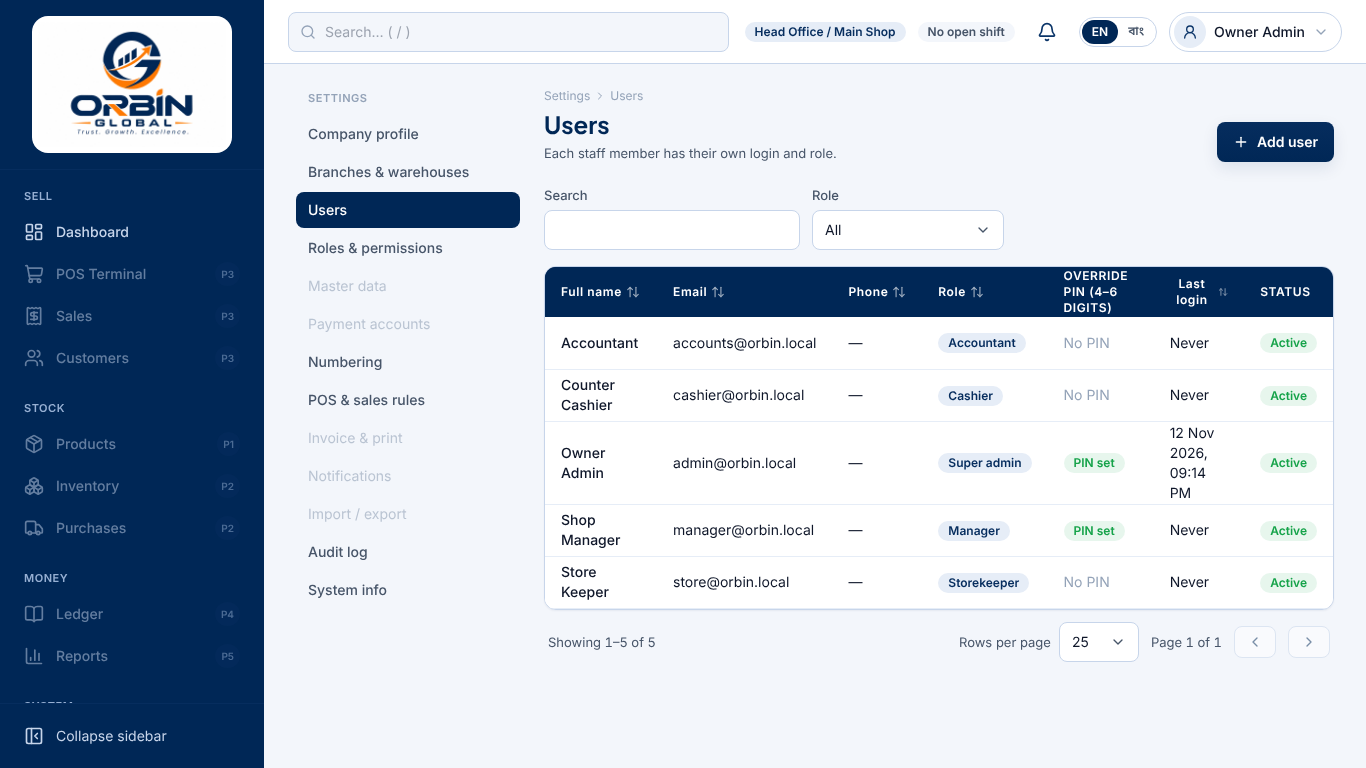 ORBIN
GLOBAL
Trust. Growth. Excellence.
SELL
Dashboard
POS Terminal P3
Sales P3
Customers P3
STOCK
Products P1
Inventory P2
Purchases P2
MONEY
Ledger P4
Reports P5
Collapse sidebar
Search... ( / )
Head Office / Main Shop
No open shift
EN
বাং
Owner Admin
SETTINGS
Company profile
Branches & warehouses
Users
Roles & permissions
Master data
Payment accounts
Numbering
POS & sales rules
Invoice & print
Notifications
Import / export
Audit log
System info
Settings > Users
Users
Each staff member has their own login and role.
+ Add user
Search
Role
All
Full name
Email
Phone
Role
OVERRIDE
PIN (4–6
DIGITS)
Last
login
STATUS
Accountant accounts@orbin.local — Accountant No PIN Never Active
Counter
Cashier
cashier@orbin.local — Cashier No PIN Never Active
Owner
Admin
admin@orbin.local — Super admin PIN set
12 Nov
2026,
09:14
PM
Active
Shop
Manager
manager@orbin.local — Manager PIN set Never Active
Store
Keeper
store@orbin.local — Storekeeper No PIN Never Active
Showing 1–5 of 5
Rows per page 25
Page 1 of 1